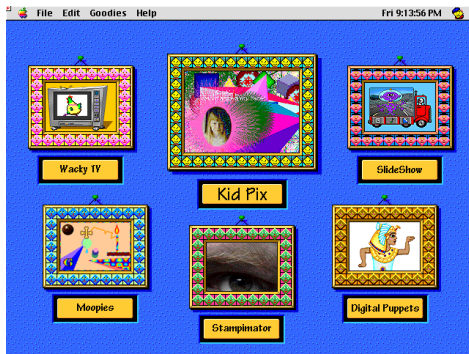 File Edit Goodies Help Fri 9:13:56 PM
Wacky TV
Kid Pix
SlideShow
Moopies
Stampimator
Digital Puppets